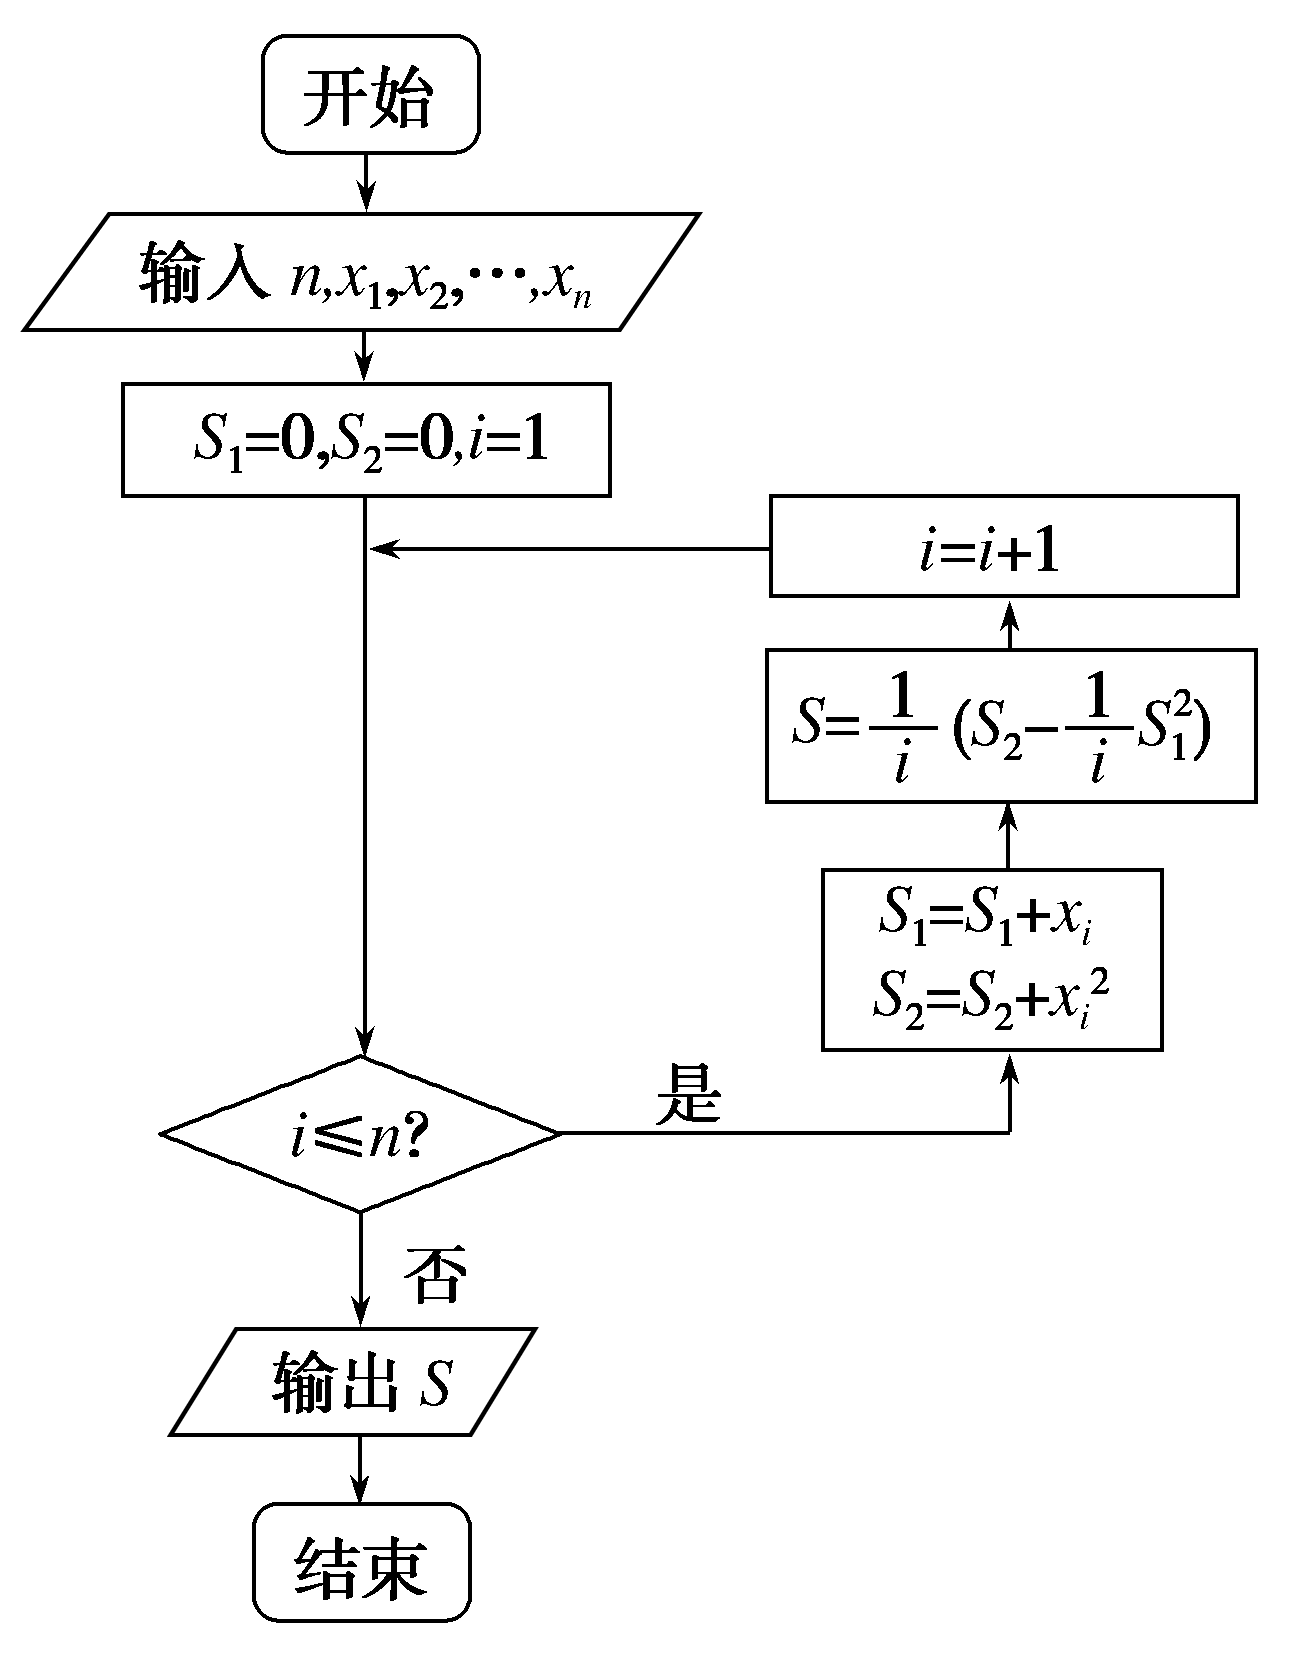 开始
输入 n,x₁,x₂,…,xₙ
S₁=0,S₂=0,i=1
i=i+1
S=1/i(S₂-1/i S₁²)
S₁=S₁+xᵢ
S₂=S₂+xᵢ²
i≤n?
是
否
输出 S
结束